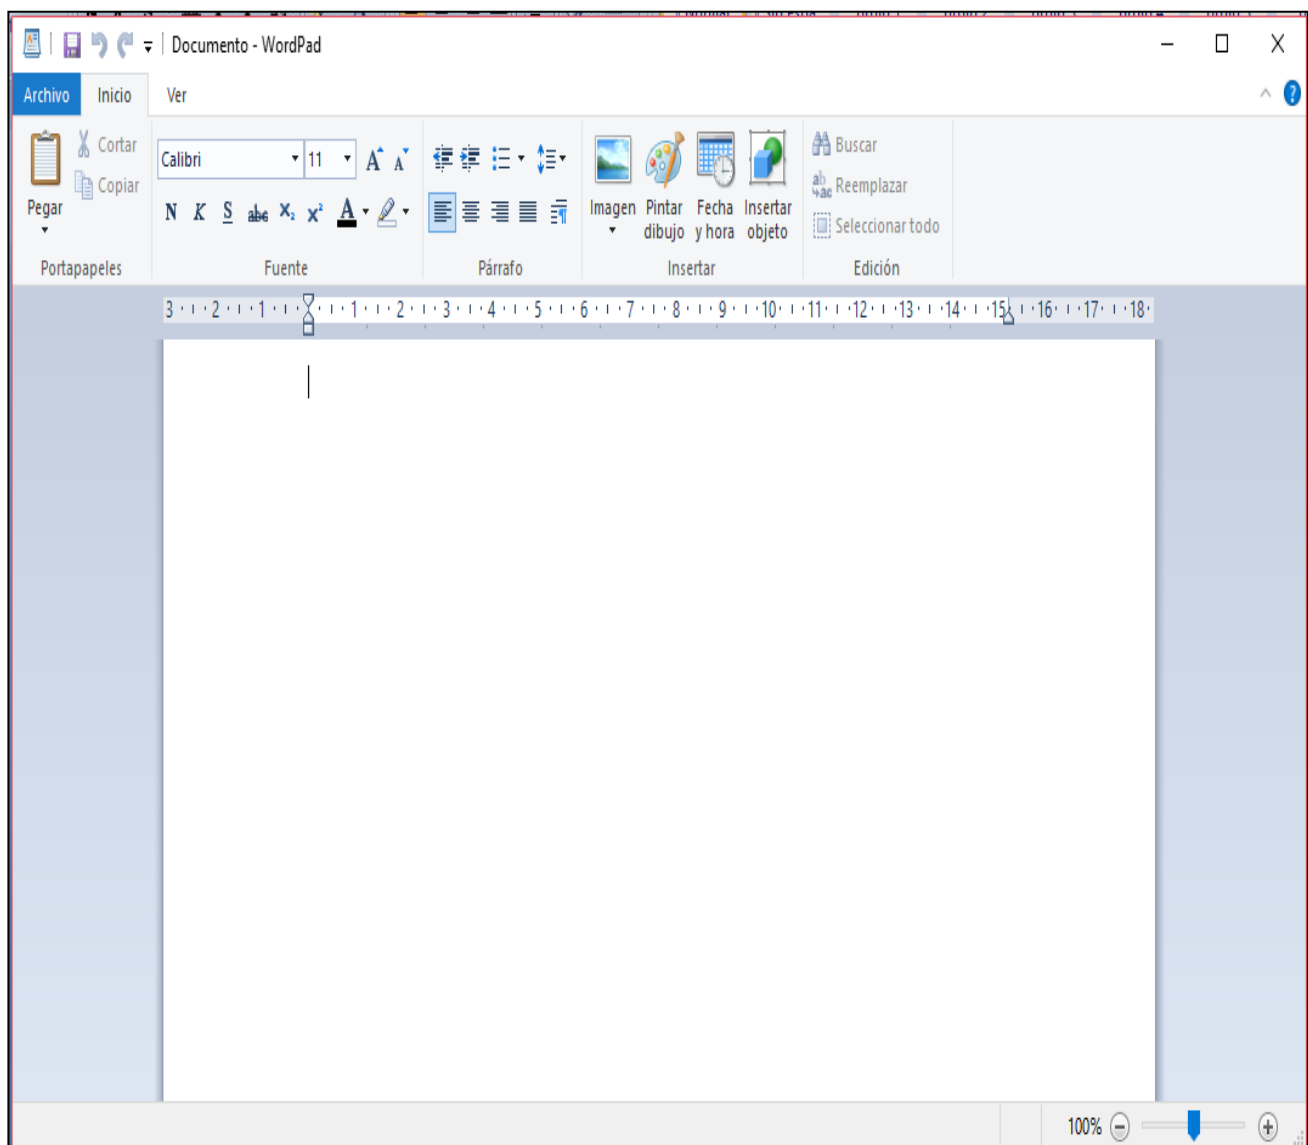 Documento - WordPad
Archivo Inicio Ver
Pegar
Cortar
Copiar
Portapapeles
Calibri 11
N K S abc X₂ X² A
Fuente
Párrafo
Imagen
Pintar dibujo
Fecha y hora
Insertar objeto
Insertar
Buscar
Reemplazar
Seleccionar todo
Edición
3 2 1 1 2 3 4 5 6 7 8 9 10 11 12 13 14 15 16 17 18
100%